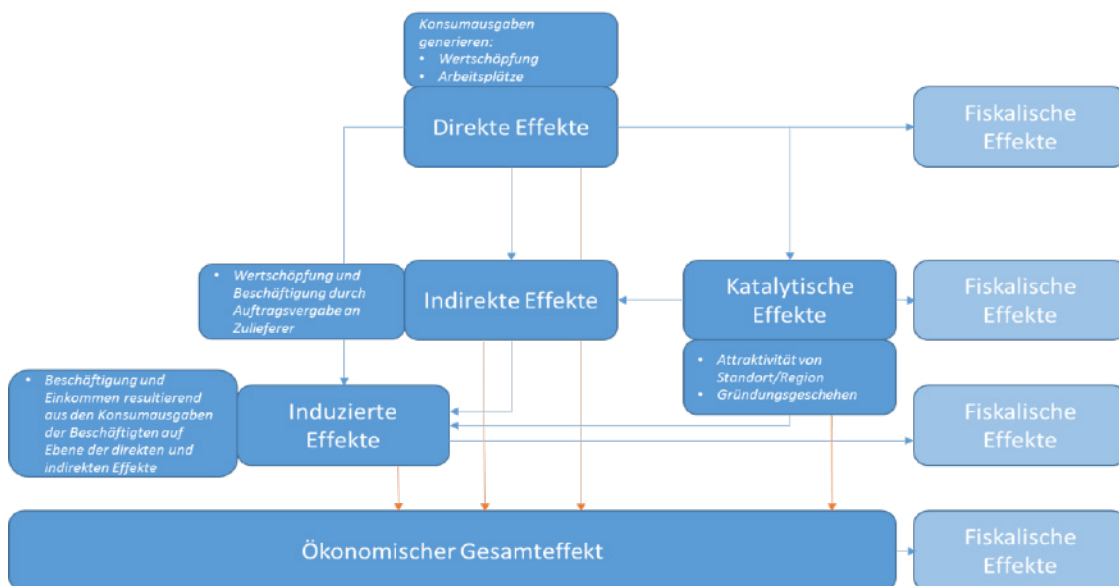 Konsumausgaben
generieren:
• Wertschöpfung
• Arbeitsplätze
Direkte Effekte
Fiskalische
Effekte
• Wertschöpfung und
Beschäftigung durch
Auftragsvergabe an
Zulieferer
Indirekte Effekte
Katalytische
Effekte
Fiskalische
Effekte
• Attraktivität von
Standort/Region
• Gründungsgeschehen
• Beschäftigung und
Einkommen resultierend
aus den Konsumausgaben
der Beschäftigten auf
Ebene der direkten und
indirekten Effekte
Induzierte
Effekte
Fiskalische
Effekte
Ökonomischer Gesamteffekt
Fiskalische
Effekte